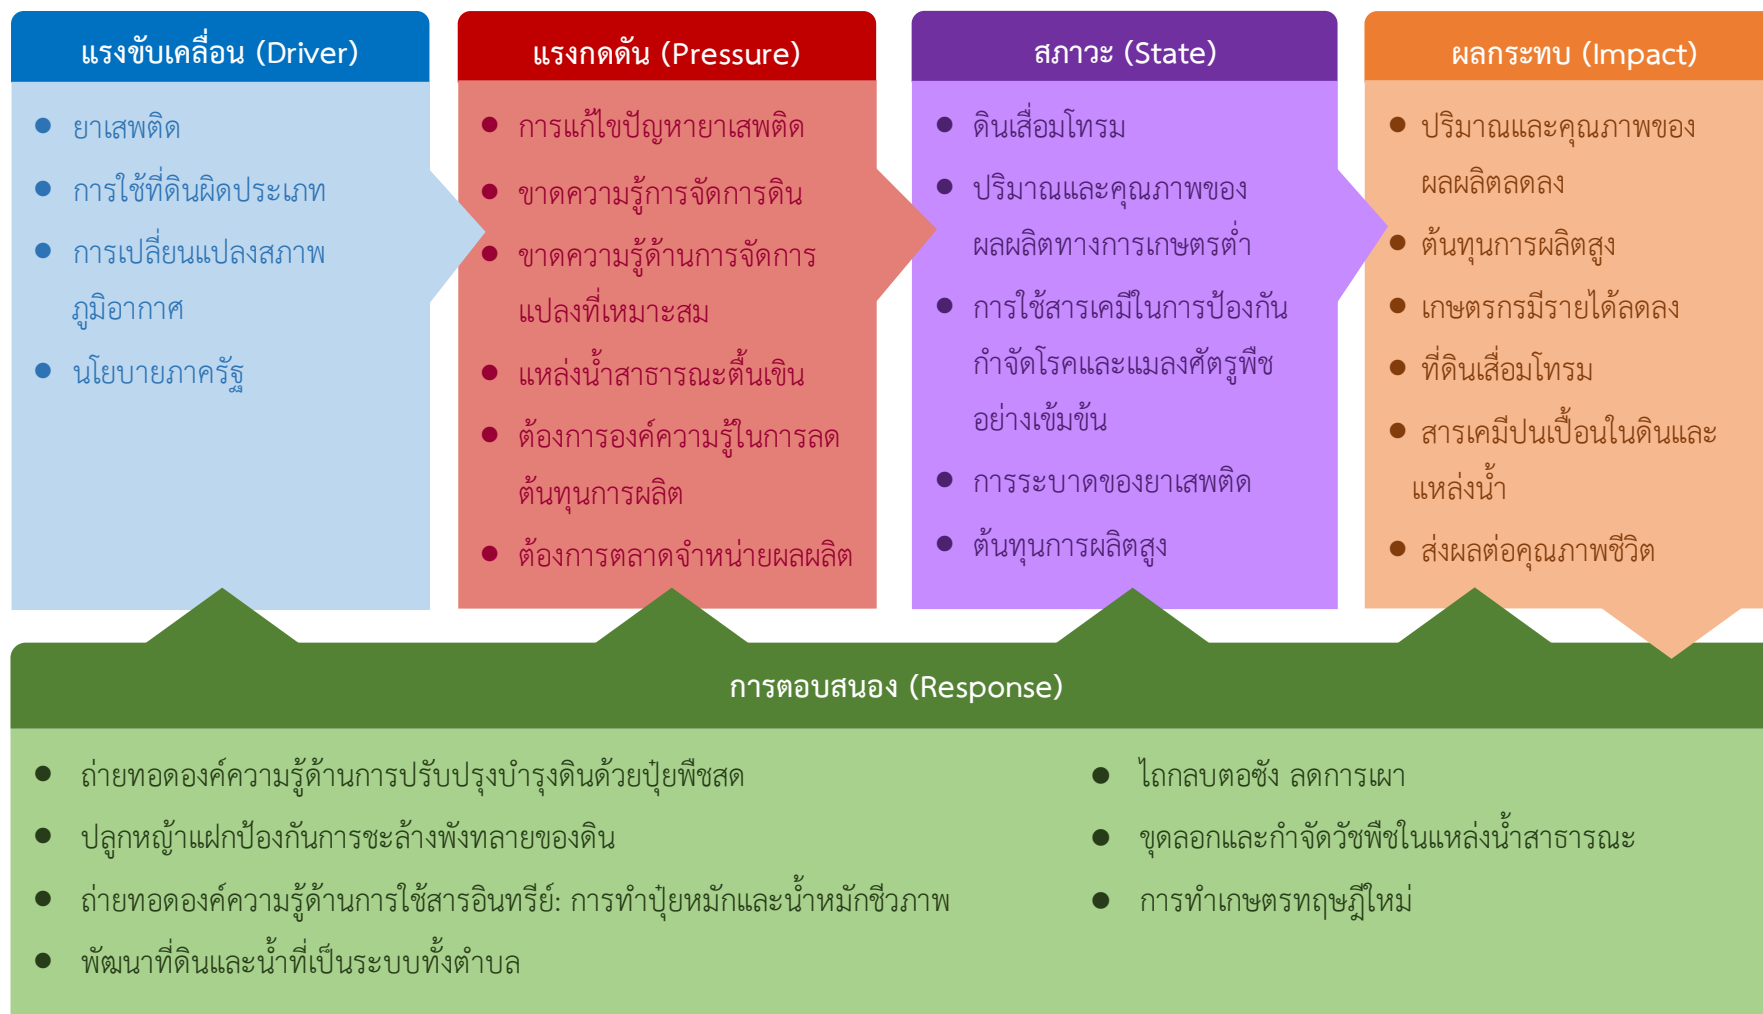 แรงขับเคลื่อน (Driver)
● ยาเสพติด
● การใช้ที่ดินผิดประเภท
● การเปลี่ยนแปลงสภาพ
ภูมิอากาศ
● นโยบายภาครัฐ
แรงกดดัน (Pressure)
● การแก้ไขปัญหายาเสพติด
● ขาดความรู้การจัดการดิน
● ขาดความรู้ด้านการจัดการ
แปลงที่เหมาะสม
● แหล่งน้ำสาธารณะตื้นเขิน
● ต้องการองค์ความรู้ในการลด
ต้นทุนการผลิต
● ต้องการตลาดจำหน่ายผลผลิต
สภาวะ (State)
● ดินเสื่อมโทรม
● ปริมาณและคุณภาพของ
ผลผลิตทางการเกษตรต่ำ
● การใช้สารเคมีในการป้องกัน
กำจัดโรคและแมลงศัตรูพืช
อย่างเข้มข้น
● การระบาดของยาเสพติด
● ต้นทุนการผลิตสูง
ผลกระทบ (Impact)
● ปริมาณและคุณภาพของ
ผลผลิตลดลง
● ต้นทุนการผลิตสูง
● เกษตรกรมีรายได้ลดลง
● ที่ดินเสื่อมโทรม
● สารเคมีปนเปื้อนในดินและ
แหล่งน้ำ
● ส่งผลต่อคุณภาพชีวิต
การตอบสนอง (Response)
● ถ่ายทอดองค์ความรู้ด้านการปรับปรุงบำรุงดินด้วยปุ๋ยพืชสด
● ปลูกหญ้าแฝกป้องกันการชะล้างพังทลายของดิน
● ถ่ายทอดองค์ความรู้ด้านการใช้สารอินทรีย์: การทำปุ๋ยหมักและน้ำหมักชีวภาพ
● พัฒนาที่ดินและน้ำที่เป็นระบบทั้งตำบล
● ไถกลบตอซัง ลดการเผา
● ขุดลอกและกำจัดวัชพืชในแหล่งน้ำสาธารณะ
● การทำเกษตรทฤษฎีใหม่